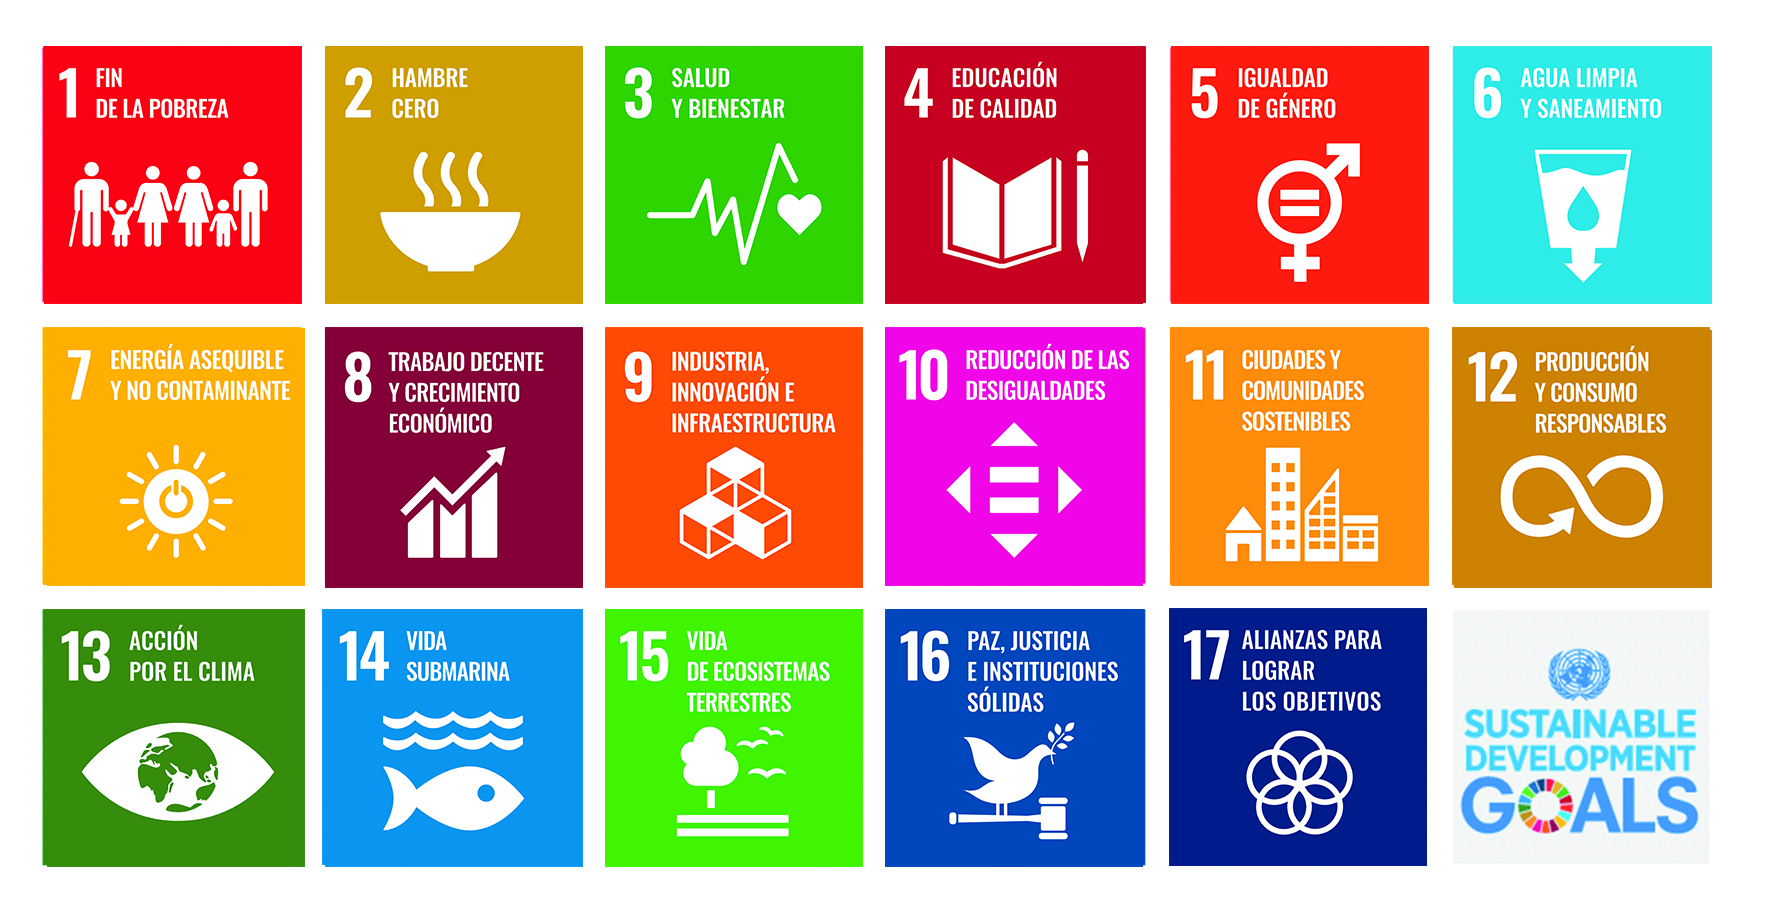 1 FIN
DE LA POBREZA
2 HAMBRE
CERO
3 SALUD
Y BIENESTAR
4 EDUCACIÓN
DE CALIDAD
5 IGUALDAD
DE GÉNERO
6 AGUA LIMPIA
Y SANEAMIENTO
7 ENERGÍA ASEQUIBLE
Y NO CONTAMINANTE
8 TRABAJO DECENTE
Y CRECIMIENTO
ECONÓMICO
9 INDUSTRIA,
INNOVACIÓN E
INFRAESTRUCTURA
10 REDUCCIÓN DE LAS
DESIGUALDADES
11 CIUDADES Y
COMUNIDADES
SOSTENIBLES
12 PRODUCCIÓN
Y CONSUMO
RESPONSABLES
13 ACCIÓN
POR EL CLIMA
14 VIDA
SUBMARINA
15 VIDA
DE ECOSISTEMAS
TERRESTRES
16 PAZ, JUSTICIA
E INSTITUCIONES
SÓLIDAS
17 ALIANZAS PARA
LOGRAR
LOS OBJETIVOS
SUSTAINABLE
DEVELOPMENT
GOALS